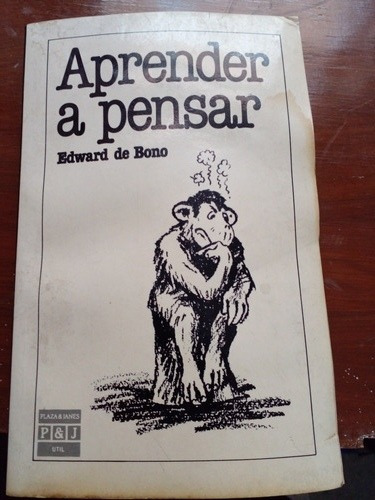 Aprender
a pensar
Edward de Bono
PLAZA & JANES
P & J
UTIL